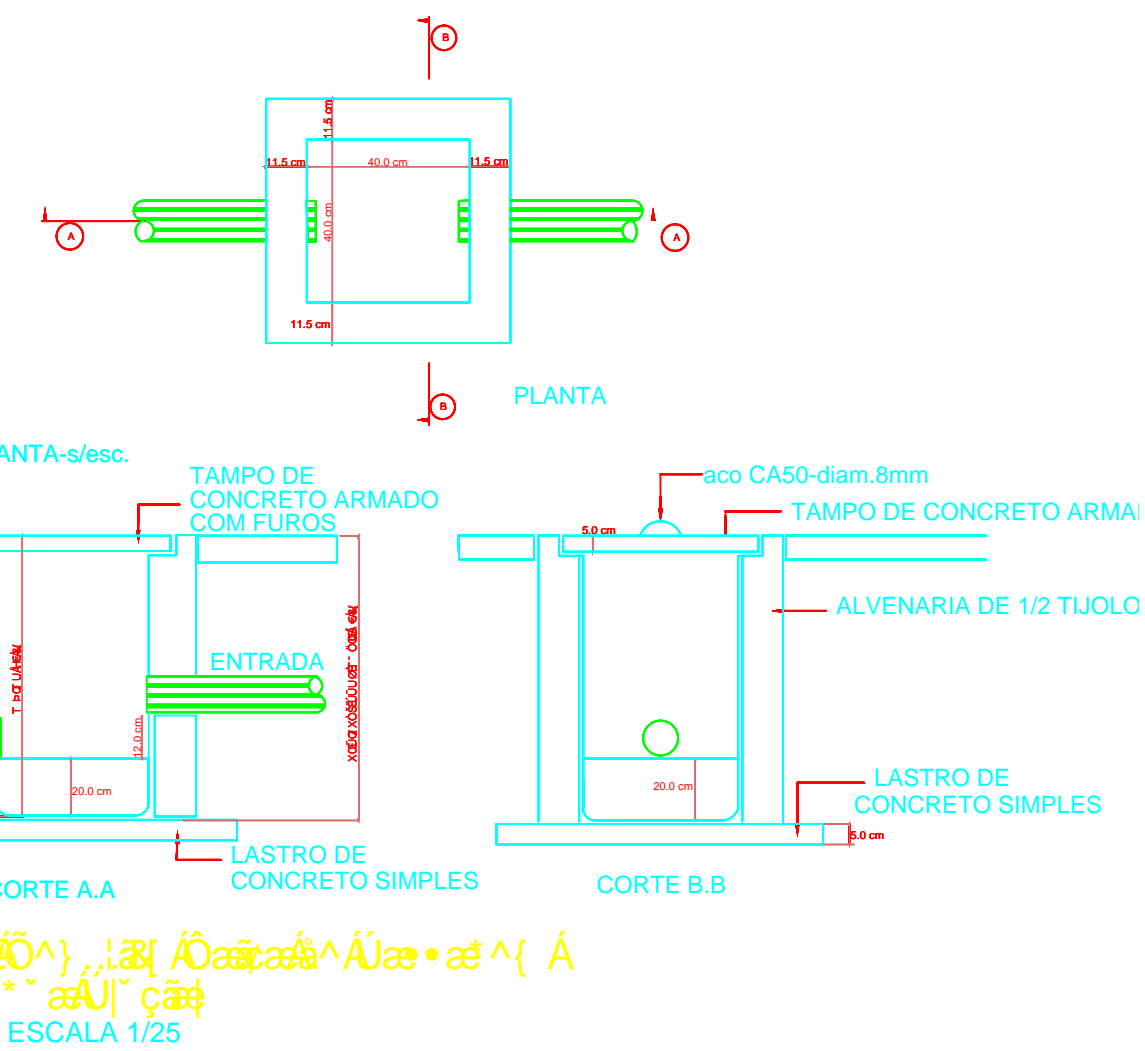 B
11.5 cm
11.5 cm
40.0 cm
11.5 cm
40.0 cm
A
A
11.5 cm
B
PLANTA
ANTA-s/esc.
TAMPO DE
CONCRETO ARMADO
COM FUROS
aco CA50-diam.8mm
TAMPO DE CONCRETO ARMA
5.0 cm
ALVENARIA DE 1/2 TIJOLO
ENTRADA
12.0 cm
20.0 cm
20.0 cm
LASTRO DE
CONCRETO SIMPLES
5.0 cm
LASTRO DE
CONCRETO SIMPLES
CORTE A.A
CORTE B.B
ESCALA 1/25